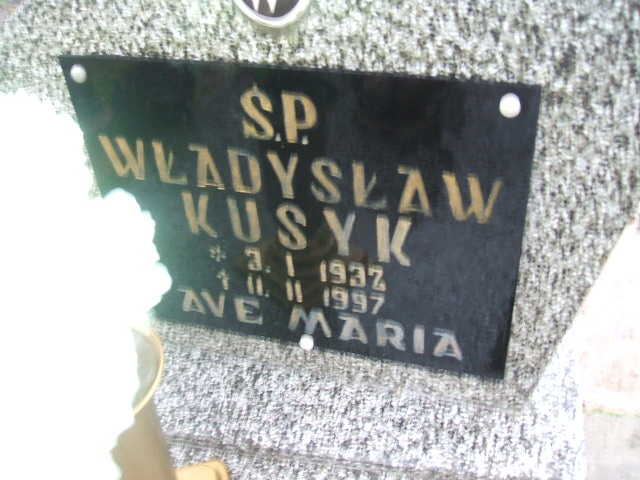 Ś.P.
WŁADYSŁAW
KUSYK
* 3. I 1932
† 11. II 1997
AVE MARIA